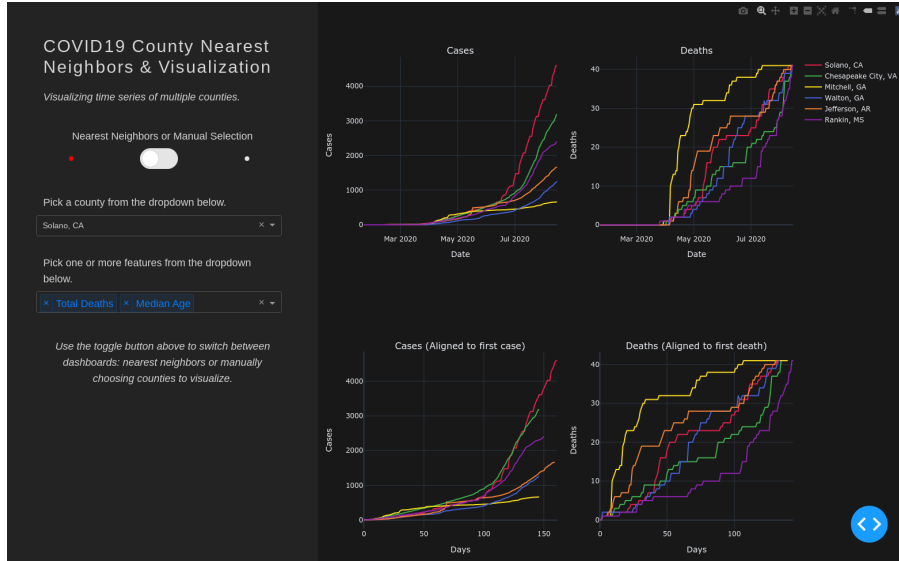 COVID19 County Nearest
Neighbors & Visualization
Visualizing time series of multiple counties.
Nearest Neighbors or Manual Selection
Pick a county from the dropdown below.
Solano, CA × 
Pick one or more features from the dropdown
below.
× Total Deaths × Median Age ×
Use the toggle button above to switch between
dashboards: nearest neighbors or manually
choosing counties to visualize.
Cases
Cases
4000
3000
2000
1000
0
Mar 2020 May 2020 Jul 2020
Date
Deaths
Deaths
40
30
20
10
0
Mar 2020 May 2020 Jul 2020
Date
Solano, CA
Chesapeake City, VA
Mitchell, GA
Walton, GA
Jefferson, AR
Rankin, MS
Cases (Aligned to first case)
Cases
4000
3000
2000
1000
0
0 50 100 150
Days
Deaths (Aligned to first death)
Deaths
40
30
20
10
0
0 50 100
Days